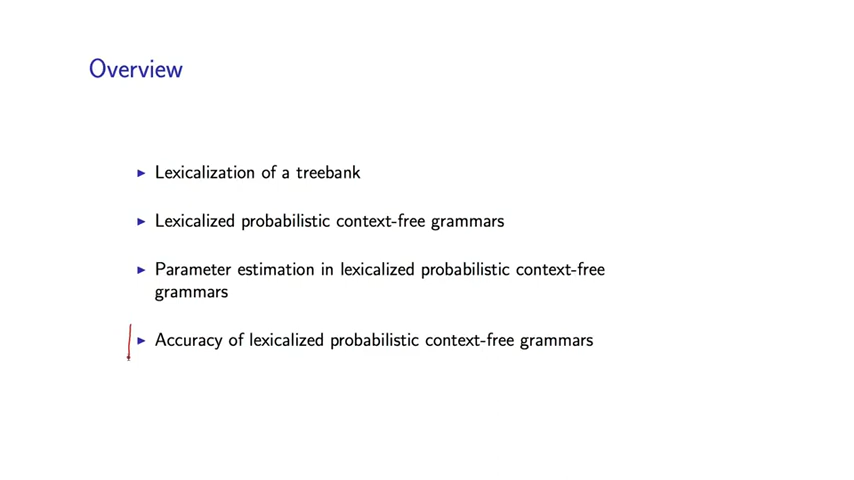 Overview
▶ Lexicalization of a treebank
▶ Lexicalized probabilistic context-free grammars
▶ Parameter estimation in lexicalized probabilistic context-free
grammars
▶ Accuracy of lexicalized probabilistic context-free grammars